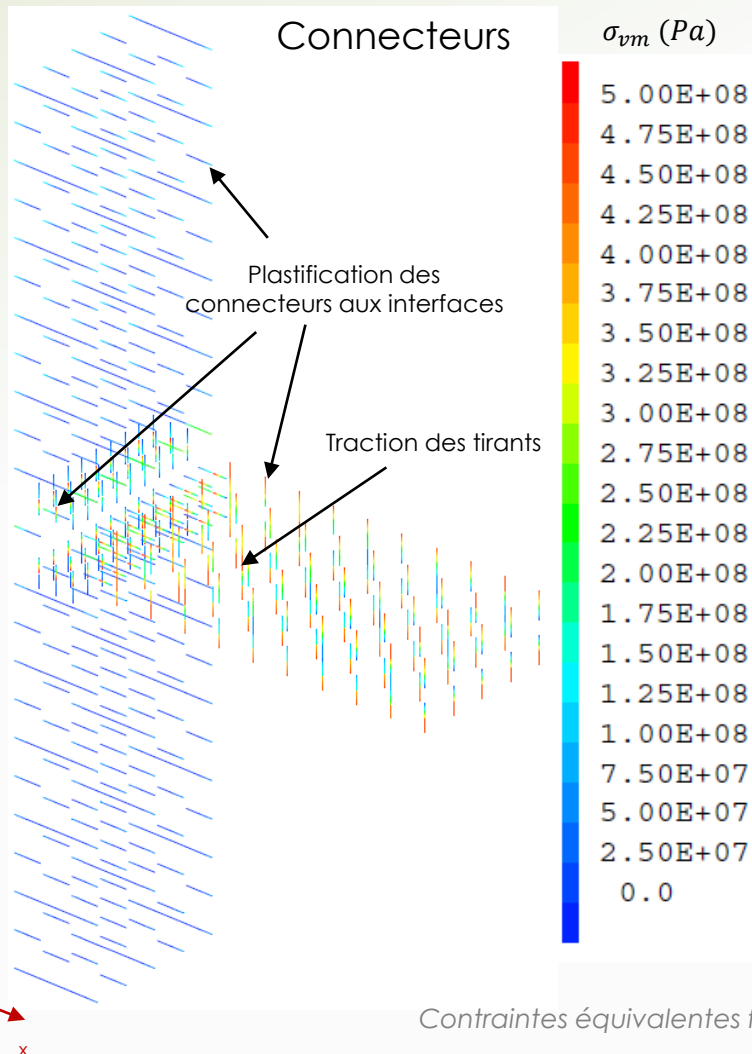 Connecteurs
σ_vm (Pa)
5.00E+08
4.75E+08
4.50E+08
4.25E+08
4.00E+08
3.75E+08
3.50E+08
3.25E+08
3.00E+08
2.75E+08
2.50E+08
2.25E+08
2.00E+08
1.75E+08
1.50E+08
1.25E+08
1.00E+08
7.50E+07
5.00E+07
2.50E+07
0.0
Plastification des
connecteurs aux interfaces
Traction des tirants
Contraintes équivalentes
x